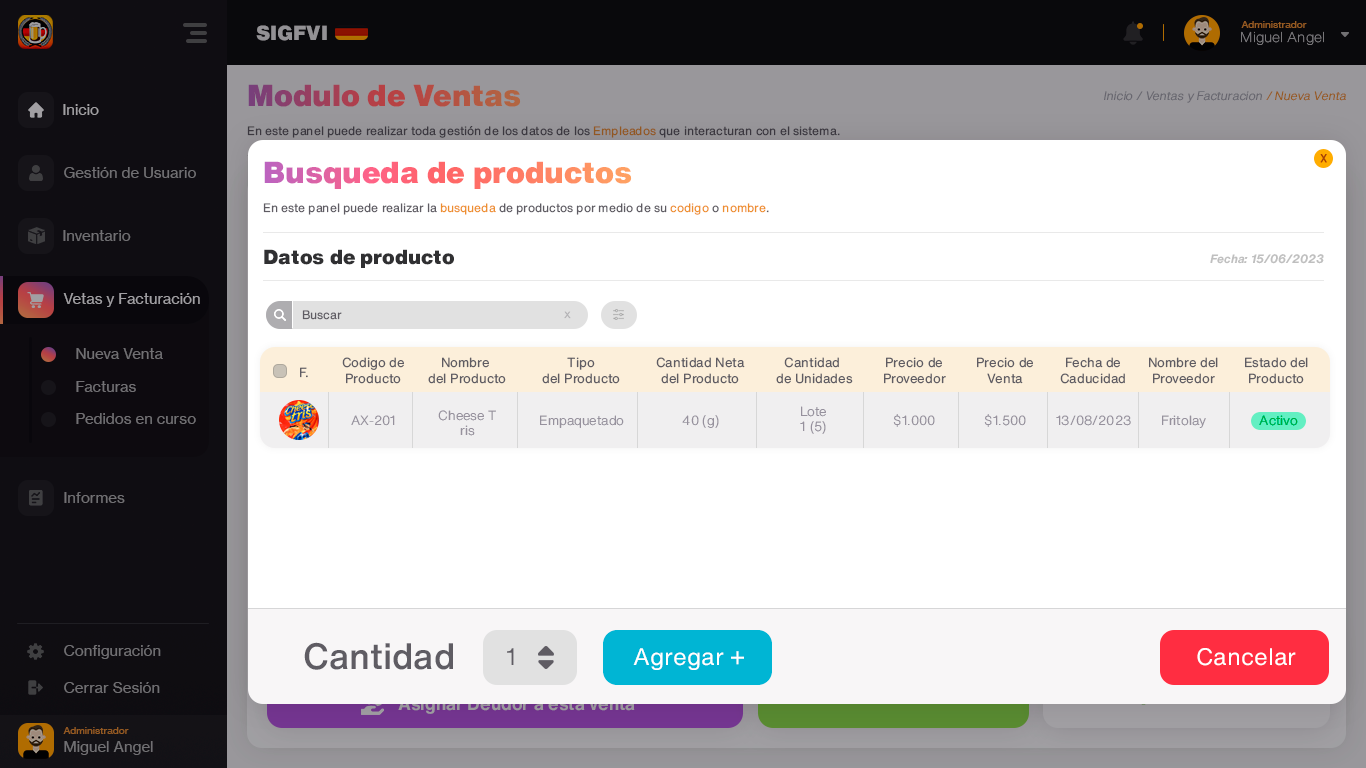 SIGFVI
Administrador
Miguel Angel
Inicio
Gestión de Usuario
Inventario
Vetas y Facturación
Nueva Venta
Facturas
Pedidos en curso
Informes
Configuración
Cerrar Sesión
Administrador
Miguel Angel
Modulo de Ventas
Inicio / Ventas y Facturacion / Nueva Venta
En este panel puede realizar toda gestión de los datos de los Empleados que interacturan con el sistema.
Busqueda de productos
X
En este panel puede realizar la busqueda de productos por medio de su codigo o nombre.
Datos de producto
Fecha: 15/06/2023
Buscar
x
F.
Codigo de
Producto
Nombre
del Producto
Tipo
del Producto
Cantidad Neta
del Producto
Cantidad
de Unidades
Precio de
Proveedor
Precio de
Venta
Fecha de
Caducidad
Nombre del
Proveedor
Estado del
Producto
AX-201
Cheese T
ris
Empaquetado
40 (g)
Lote
1 (5)
$1.000
$1.500
13/08/2023
Fritolay
Activo
Cantidad
1
Agregar +
Cancelar
Asignar Deudor a esta venta